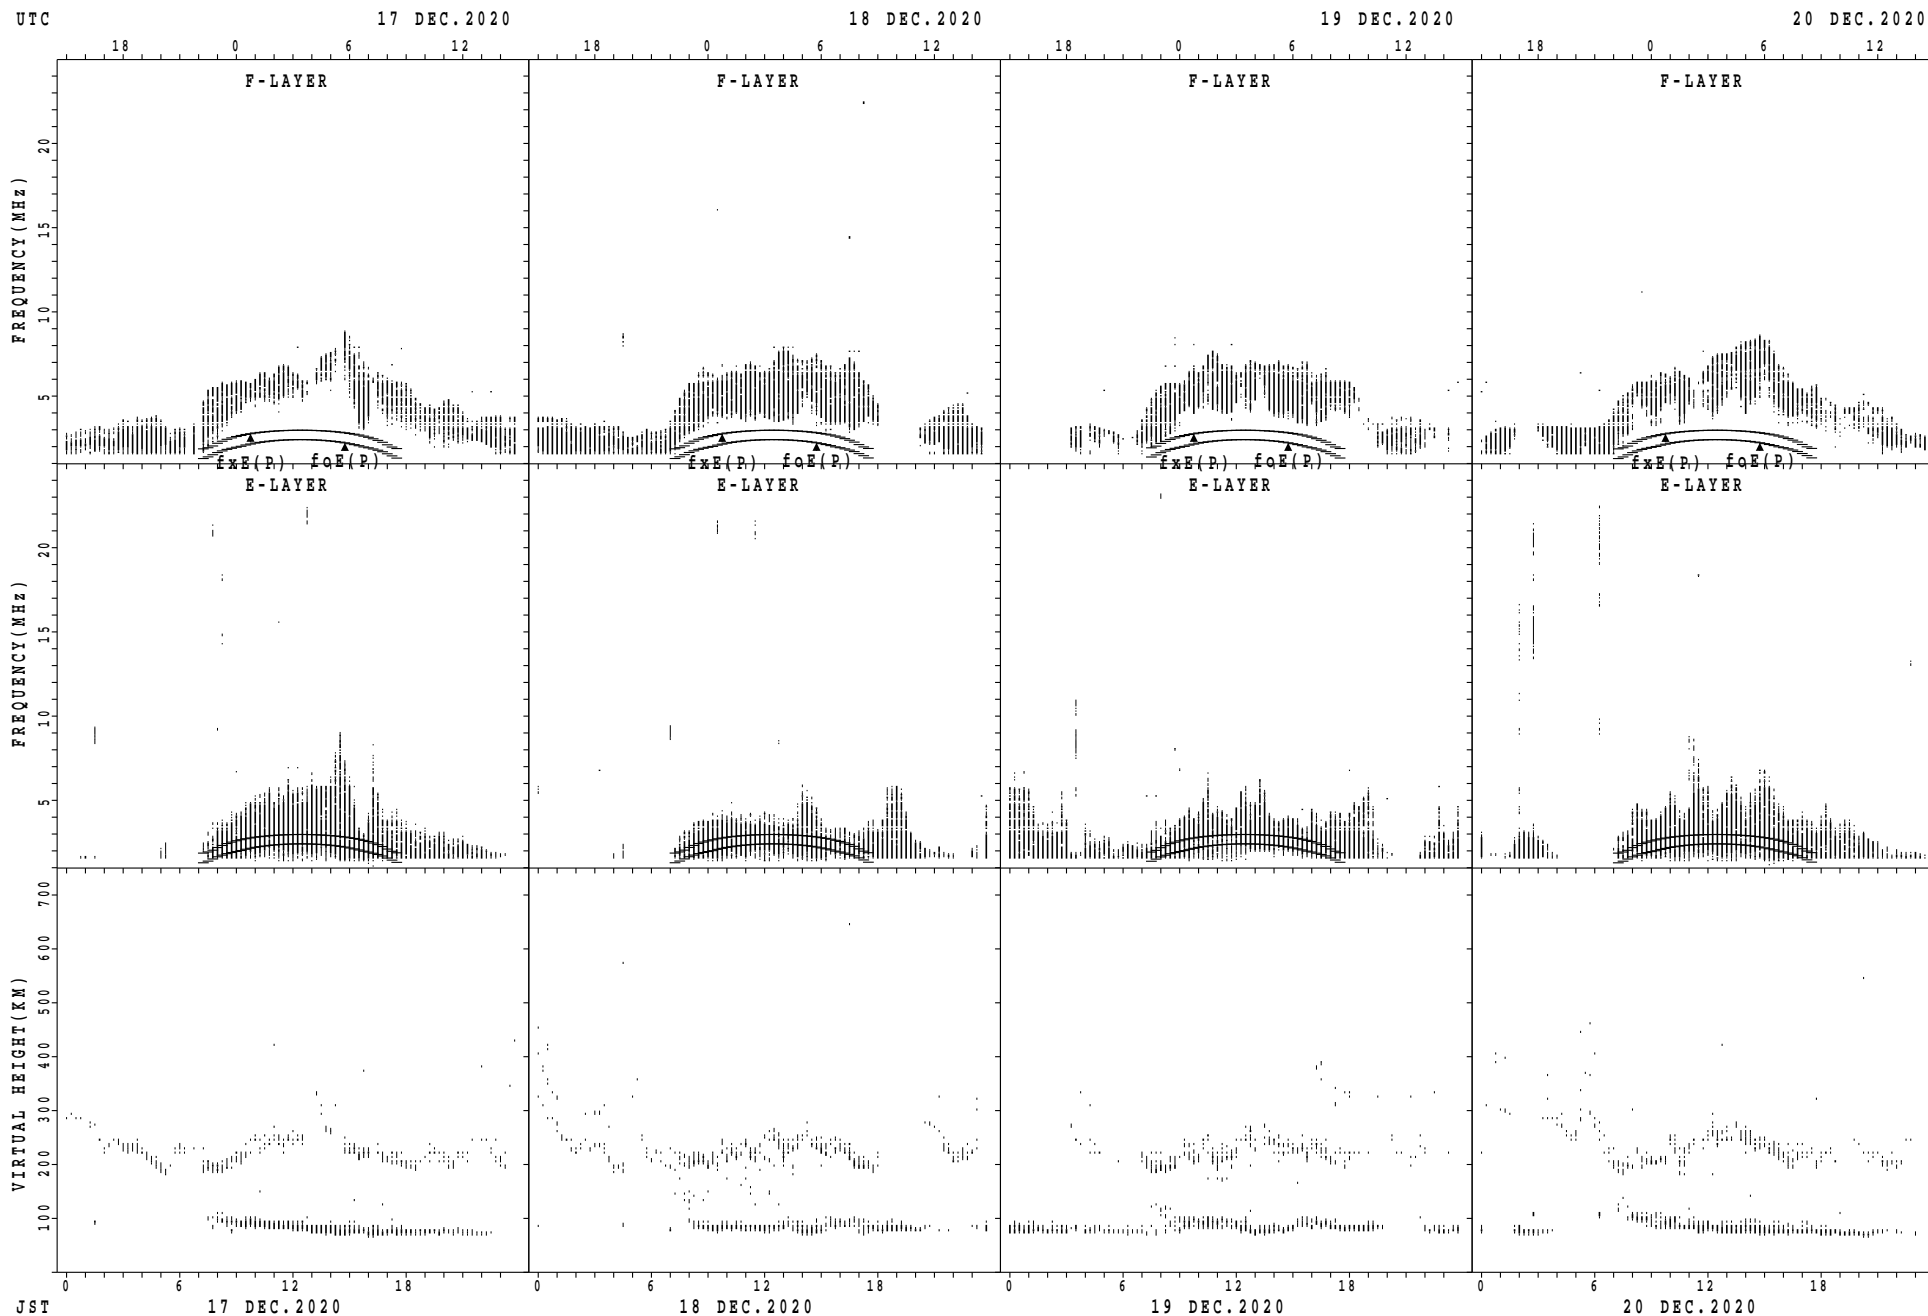 UTC 17 DEC.2020 18 DEC.2020 19 DEC.2020 20 DEC.2020
18 0 6 12 18 0 6 12 18 0 6 12 18 0 6 12
F-LAYER F-LAYER F-LAYER F-LAYER
FREQUENCY(MHz)
20
15
10
5
fxE(P) foE(P) fxE(P) foE(P) fxE(P) foE(P) fxE(P) foE(P)
E-LAYER E-LAYER E-LAYER E-LAYER
FREQUENCY(MHz)
20
15
10
5
VIRTUAL HEIGHT(KM)
700
600
500
400
300
200
100
0 6 12 18 0 6 12 18 0 6 12 18 0 6 12 18
JST 17 DEC.2020 18 DEC.2020 19 DEC.2020 20 DEC.2020